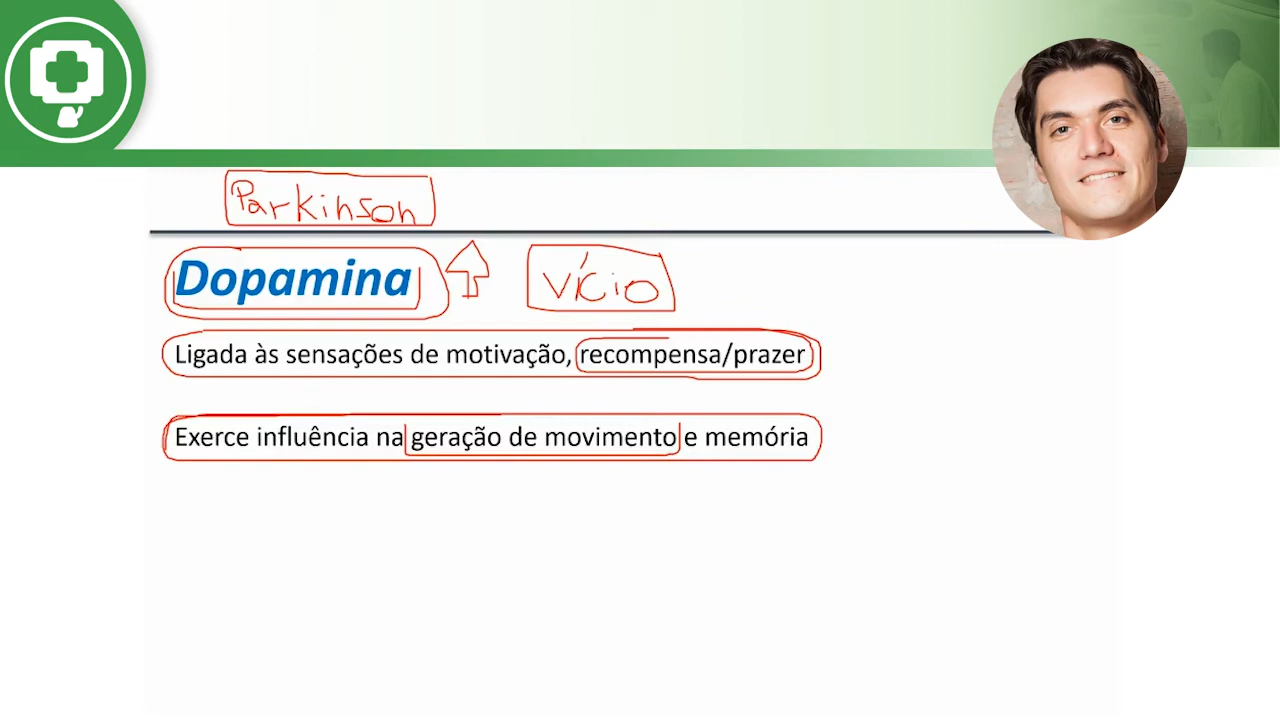 Parkinson
Dopamina vício
Ligada às sensações de motivação, recompensa/prazer
Exerce influência na geração de movimento e memória